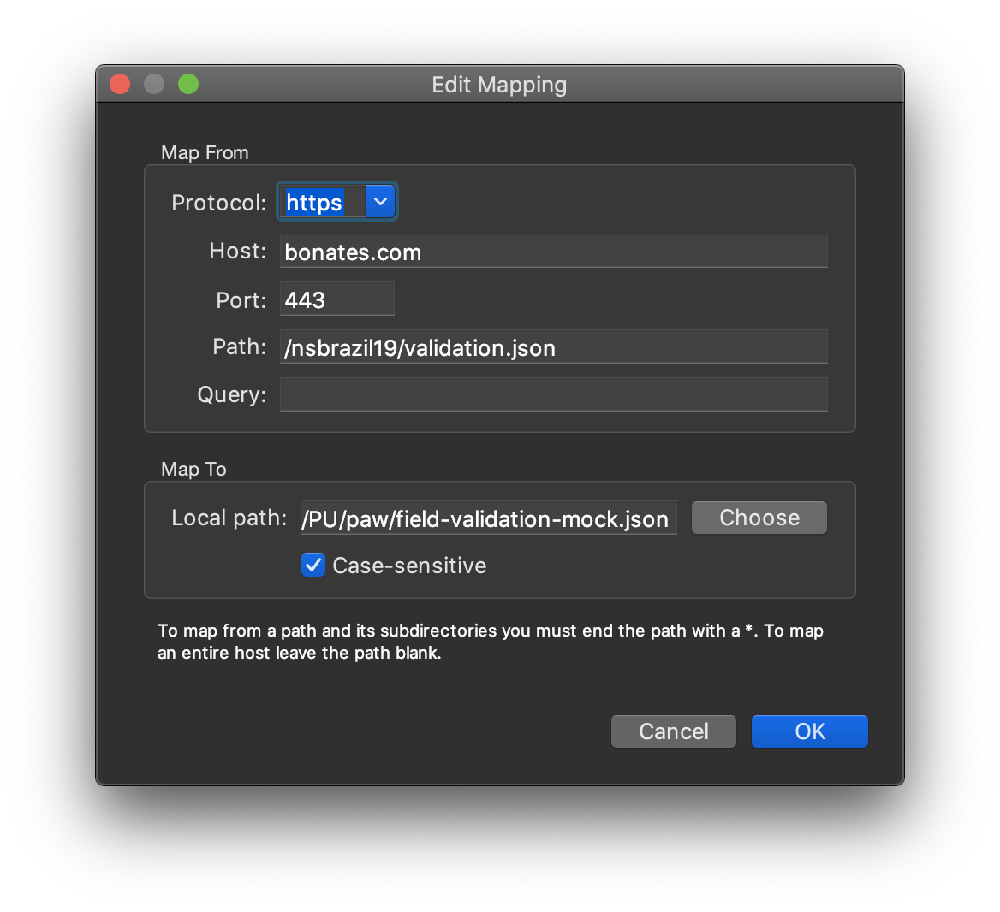 Edit Mapping
Map From
Protocol: https
Host: bonates.com
Port: 443
Path: /nsbrazil19/validation.json
Query:
Map To
Local path: /PU/paw/field-validation-mock.json Choose
Case-sensitive
To map from a path and its subdirectories you must end the path with a *. To map
an entire host leave the path blank.
Cancel OK